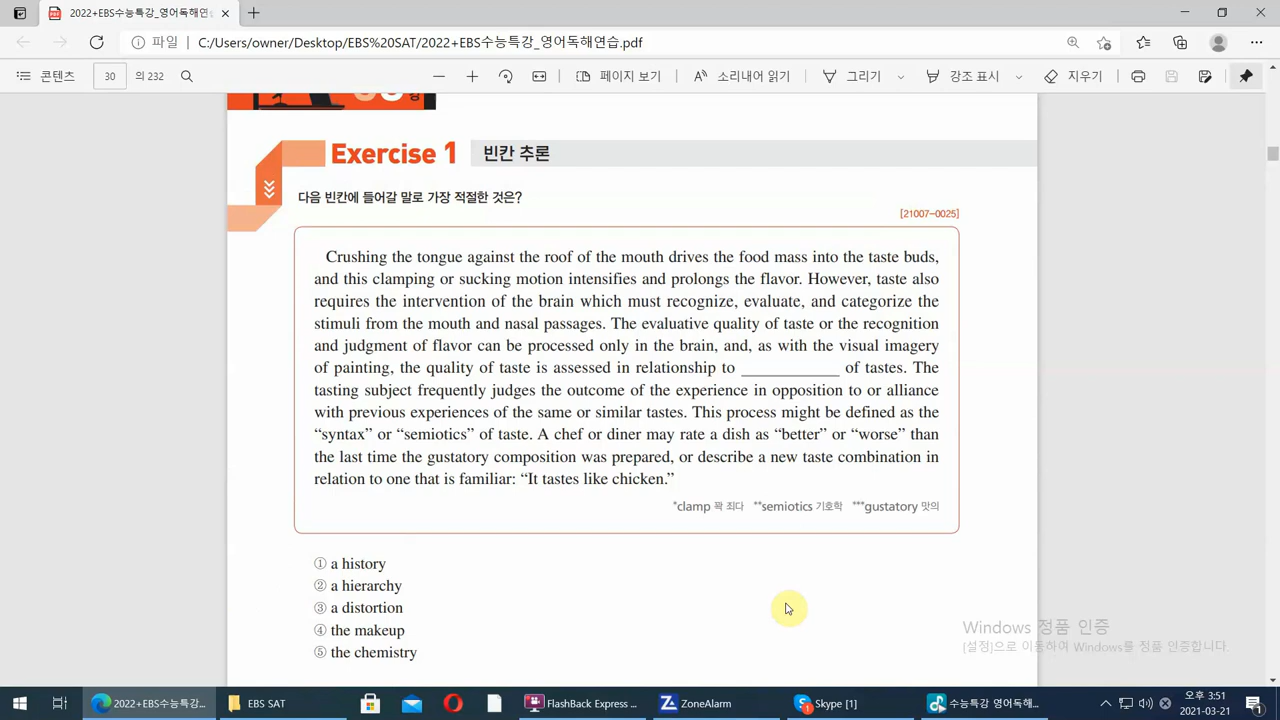 2022+EBS수능특강_영어독해연습
파일
C:/Users/owner/Desktop/EBS%20SAT/2022+EBS수능특강_영어독해연습.pdf
콘텐츠
30
의 232
페이지 보기
소리내어 읽기
그리기
강조 표시
지우기
강
Exercise 1
빈칸 추론
다음 빈칸에 들어갈 말로 가장 적절한 것은?
[21007-0025]
Crushing the tongue against the roof of the mouth drives the food mass into the taste buds,
and this clamping or sucking motion intensifies and prolongs the flavor. However, taste also
requires the intervention of the brain which must recognize, evaluate, and categorize the
stimuli from the mouth and nasal passages. The evaluative quality of taste or the recognition
and judgment of flavor can be processed only in the brain, and, as with the visual imagery
of painting, the quality of taste is assessed in relationship to ____________ of tastes. The
tasting subject frequently judges the outcome of the experience in opposition to or alliance
with previous experiences of the same or similar tastes. This process might be defined as the
“syntax” or “semiotics” of taste. A chef or diner may rate a dish as “better” or “worse” than
the last time the gustatory composition was prepared, or describe a new taste combination in
relation to one that is familiar: “It tastes like chicken.”
*clamp 꽉 죄다 **semiotics 기호학 ***gustatory 맛의
① a history
② a hierarchy
③ a distortion
④ the makeup
⑤ the chemistry
Windows 정품 인증
[설정]으로 이동하여 Windows를 정품 인증합니다.
2022+EBS수능특강...
EBS SAT
FlashBack Express ...
ZoneAlarm
Skype [1]
수능특강 영어독해...
오후 3:51
2021-03-21